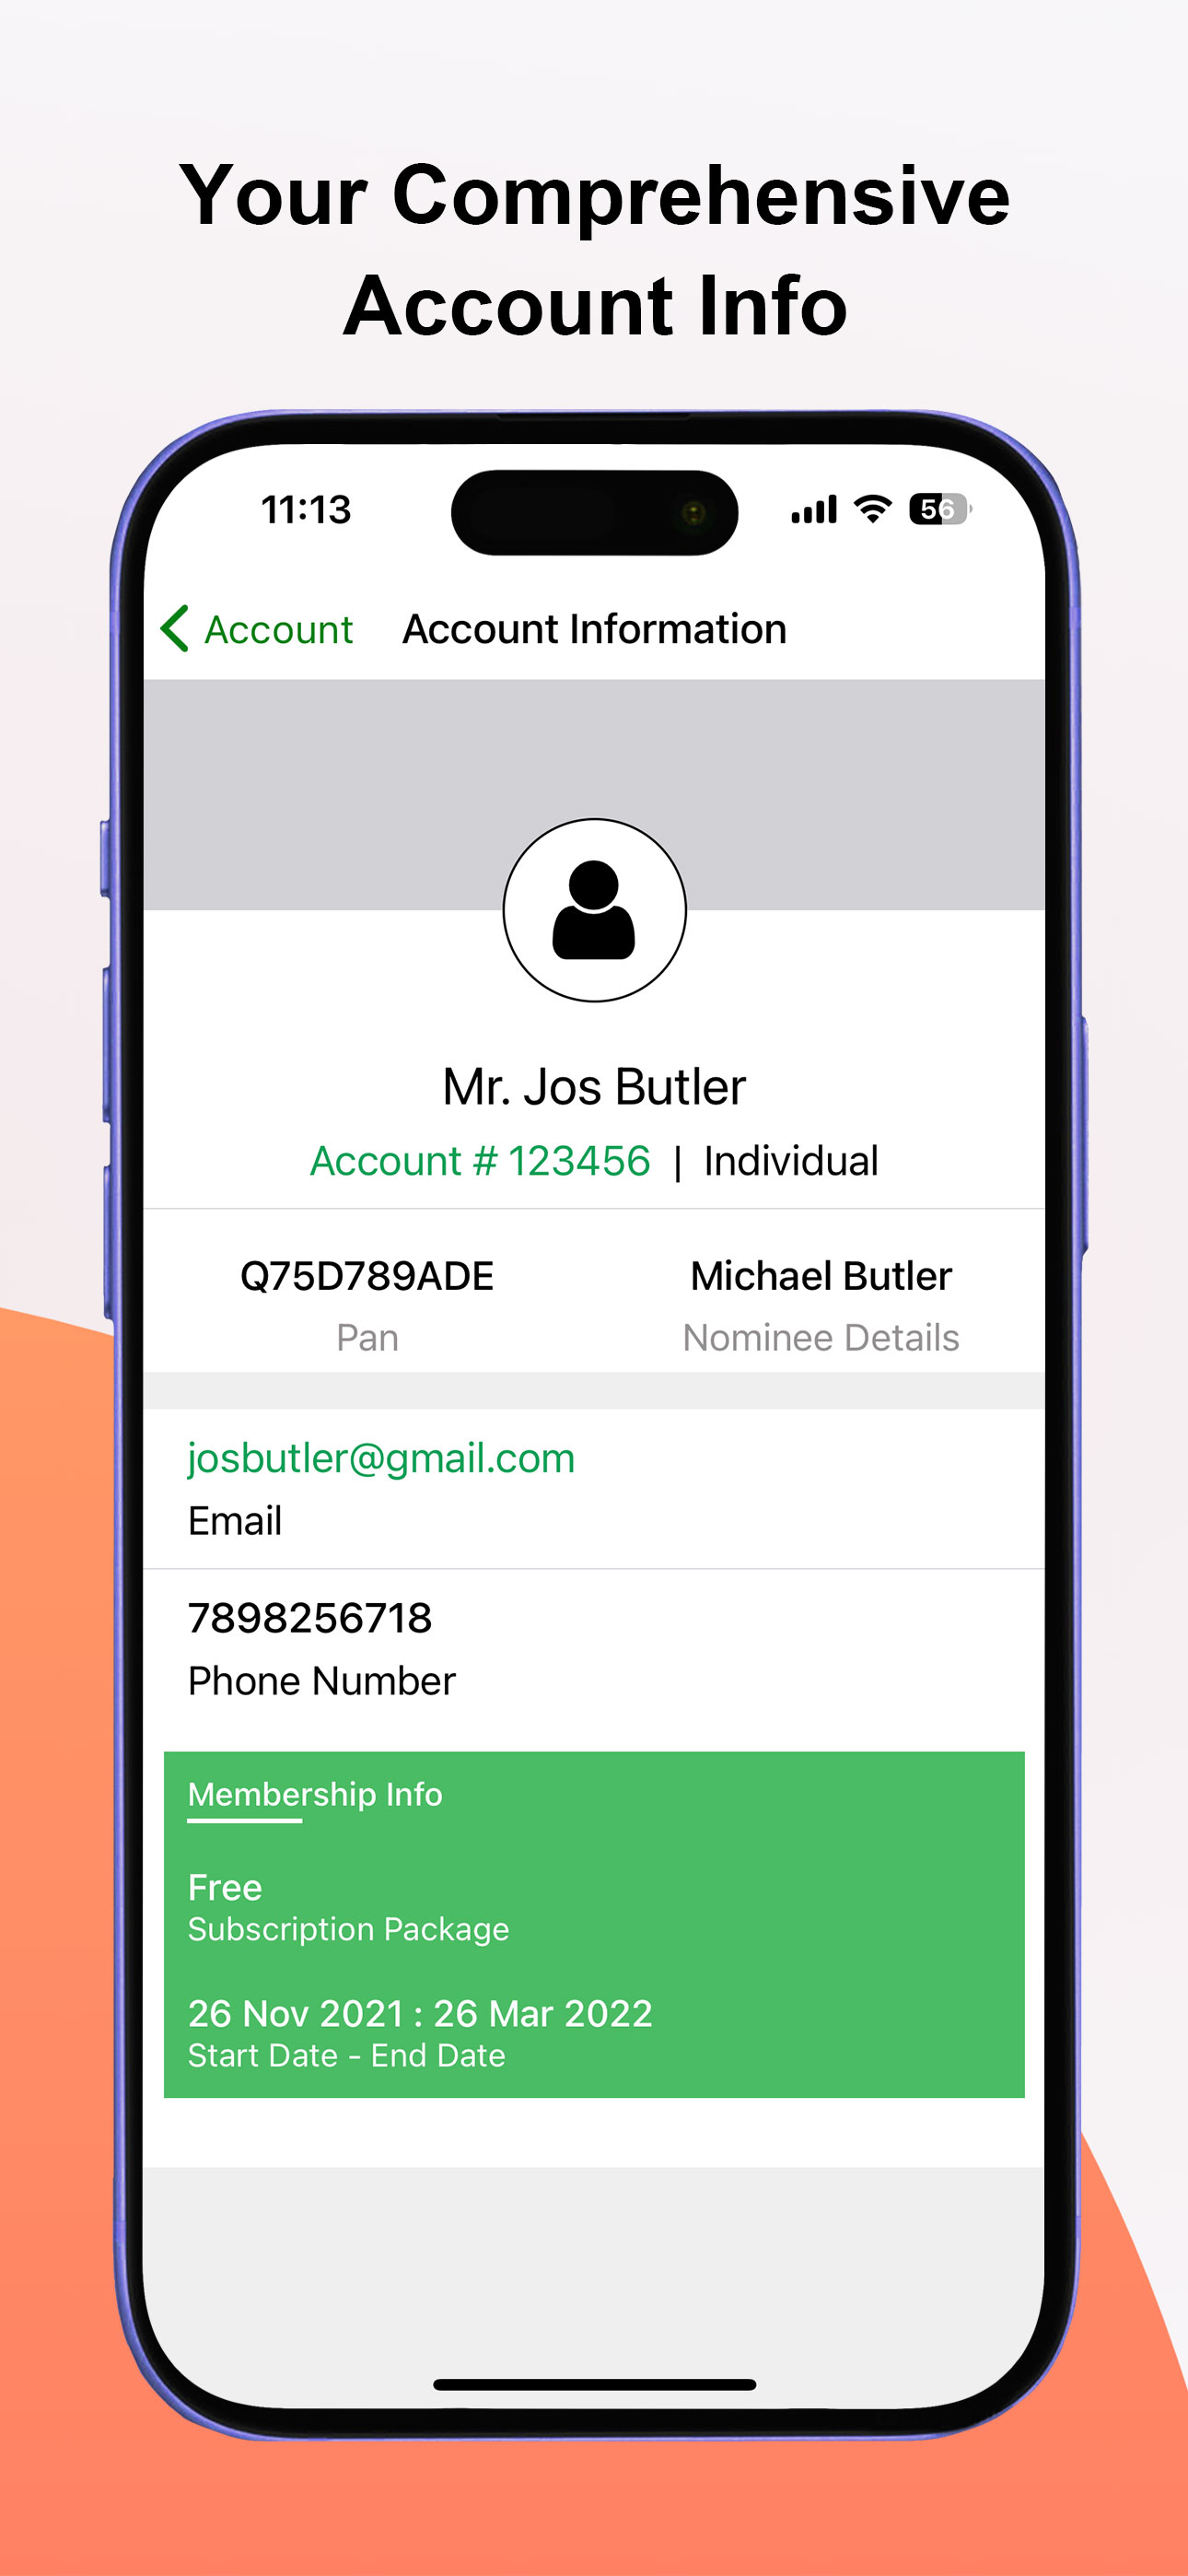 Your Comprehensive
Account Info
11:13
56
Account Account Information
Mr. Jos Butler
Account # 123456 | Individual
Q75D789ADE Michael Butler
Pan Nominee Details
josbutler@gmail.com
Email
7898256718
Phone Number
Membership Info
Free
Subscription Package
26 Nov 2021 : 26 Mar 2022
Start Date - End Date